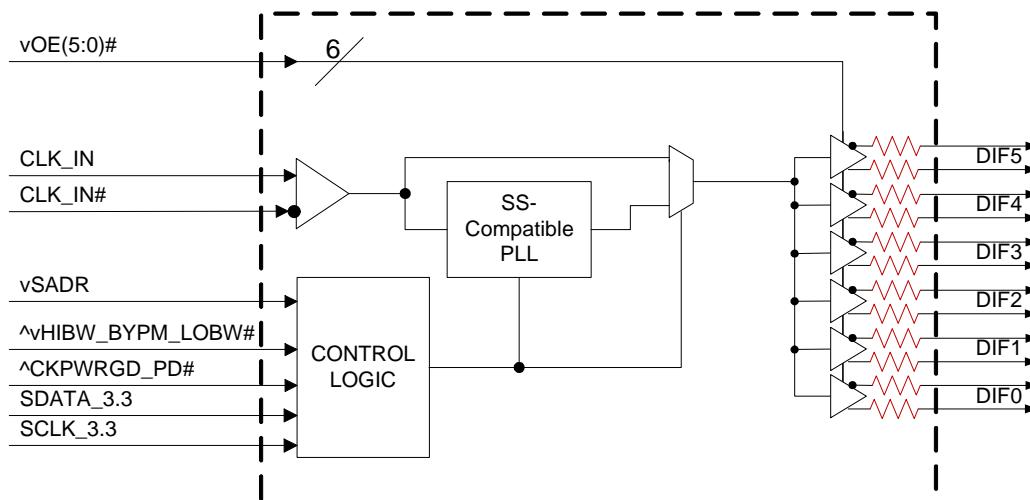 vOE(5:0)#
6
CLK_IN
CLK_IN#
SS-
Compatible
PLL
vSADR
^vHIBW_BYPM_LOBW#
^CKPWRGD_PD#
SDATA_3.3
SCLK_3.3
CONTROL
LOGIC
DIF5
DIF4
DIF3
DIF2
DIF1
DIF0